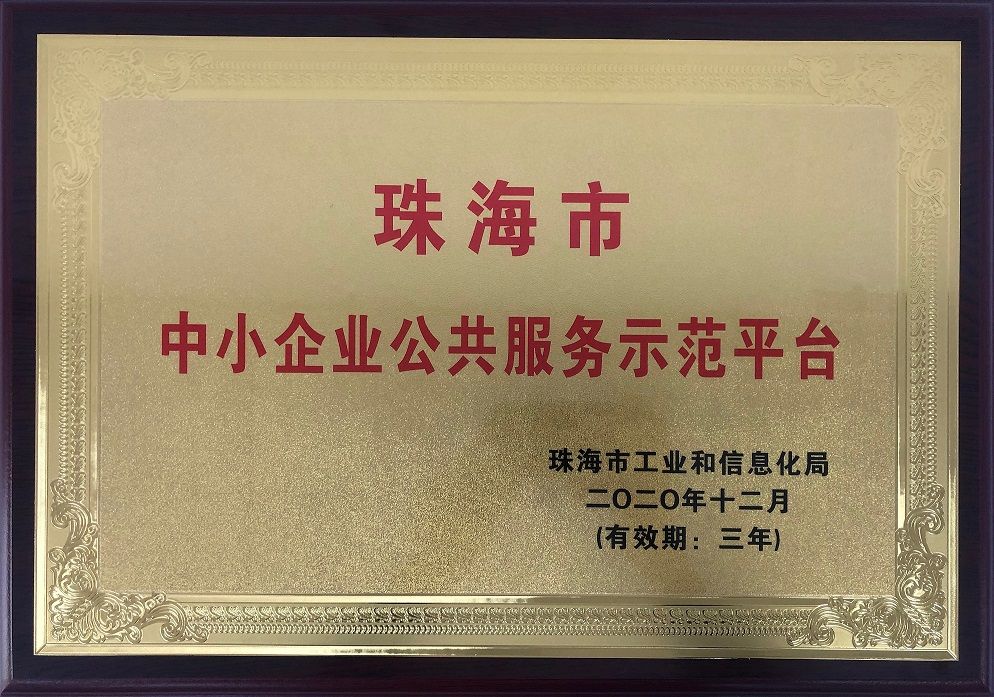 珠海市
中小企业公共服务示范平台
珠海市工业和信息化局
二〇二〇年十二月
(有效期：三年)